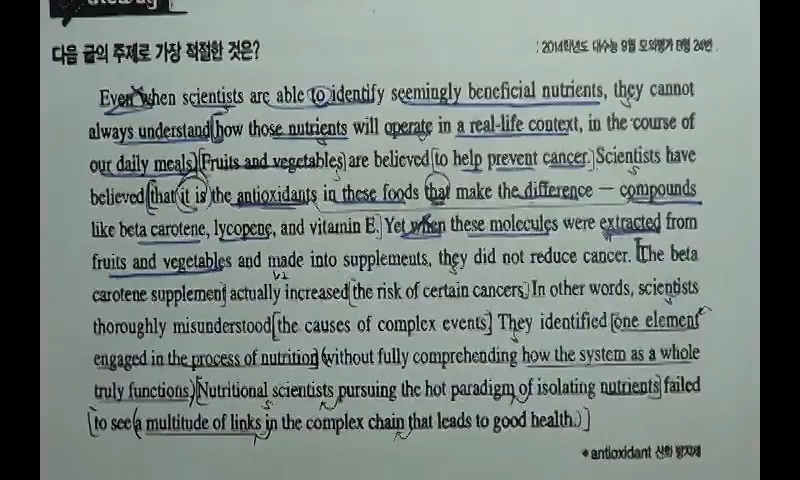 다음 글의 주제로 가장 적절한 것은?
: 2014학년도 대수능 9월 모의평가 B형 24번.
Even when scientists are able to identify seemingly beneficial nutrients, they cannot
always understand how those nutrients will operate in a real-life context, in the course of
our daily meals. Fruits and vegetables are believed to help prevent cancer. Scientists have
believed that it is the antioxidants in these foods that make the difference — compounds
like beta carotene, lycopene, and vitamin E. Yet when these molecules were extracted from
fruits and vegetables and made into supplements, they did not reduce cancer. The beta
carotene supplement actually increased the risk of certain cancers. In other words, scientists
thoroughly misunderstood the causes of complex events. They identified one element
engaged in the process of nutrition without fully comprehending how the system as a whole
truly functions. Nutritional scientists pursuing the hot paradigm of isolating nutrients failed
to see a multitude of links in the complex chain that leads to good health.
* antioxidant 산화 방지제